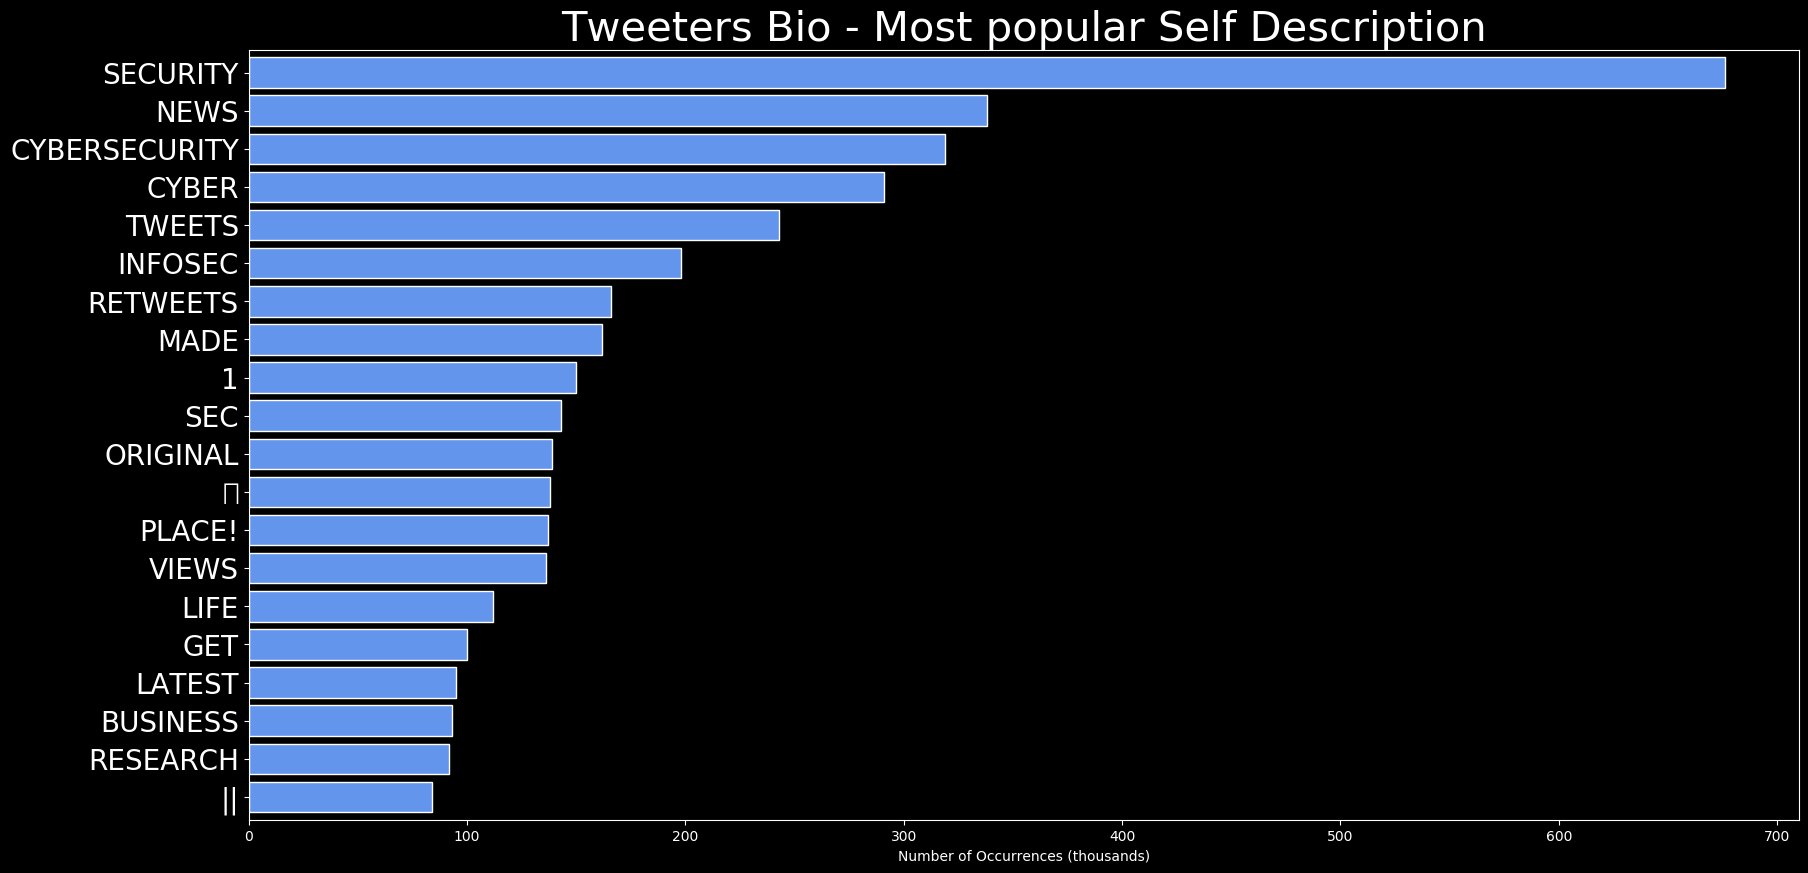 Tweeters Bio - Most popular Self Description
SECURITY
NEWS
CYBERSECURITY
CYBER
TWEETS
INFOSEC
RETWEETS
MADE
1
SEC
ORIGINAL
PLACE!
VIEWS
LIFE
GET
LATEST
BUSINESS
RESEARCH
||
0 100 200 300 400 500 600 700
Number of Occurrences (thousands)